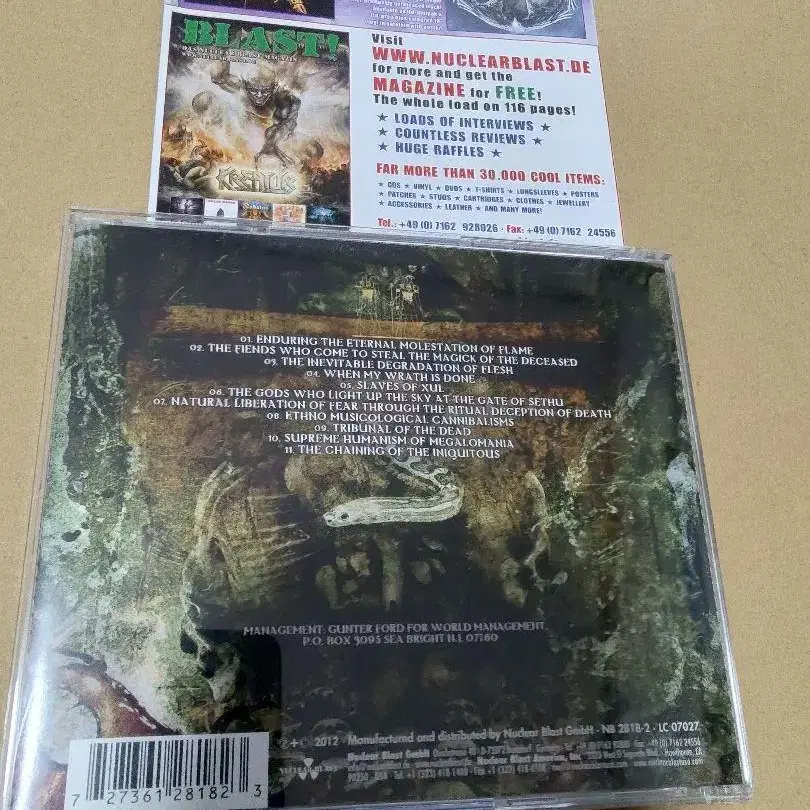 BLAST!
Visit
WWW.NUCLEARBLAST.DE
for more and get the
MAGAZINE for FREE!
The whole load on 116 pages!
★ LOADS OF INTERVIEWS ★
★ COUNTLESS REVIEWS ★
★ HUGE RAFFLES ★
KREATOR
FAR MORE THAN 30.000 COOL ITEMS:
★ CDS ★ VINYL ★ DVDS ★ T-SHIRTS ★ LONGSLEEVES ★ POSTERS
★ PATCHES ★ STUDS ★ CARTRIDGES ★ CLOTHES ★ JEWELLERY
★ ACCESSORIES ★ LEATHER ★ AND MANY MORE!
Tel.: +49 (0) 7162 928026 · Fax: +49 (0) 7162 24556
01. ENDURING THE ETERNAL MOLESTATION OF FLAME
02. THE FIENDS WHO COME TO STEAL THE MAGICK OF THE DECEASED
03. THE INEVITABLE DEGRADATION OF FLESH
04. WHEN MY WRATH IS DONE
05. SLAVES OF XUL
06. THE GODS WHO LIGHT UP THE SKY AT THE GATE OF SETHU
07. NATURAL LIBERATION OF FEAR THROUGH THE RITUAL DECEPTION OF DEATH
08. ETHNO MUSICOLOGICAL CANNIBALISMS
09. TRIBUNAL OF THE DEAD
10. SUPREME HUMANISM OF MEGALOMANIA
11. THE CHAINING OF THE INIQUITOUS
MANAGEMENT: GUNTER FORD FOR WORLD MANAGEMENT
P.O. BOX 3095 SEA BRIGHT NJ 07760
℗ + © 2012 Manufactured and distributed by Nuclear Blast GmbH · NB 2818-2 · LC 07027
Nuclear Blast GmbH
Nuclear Blast America, Inc.
7 27361 28182 3